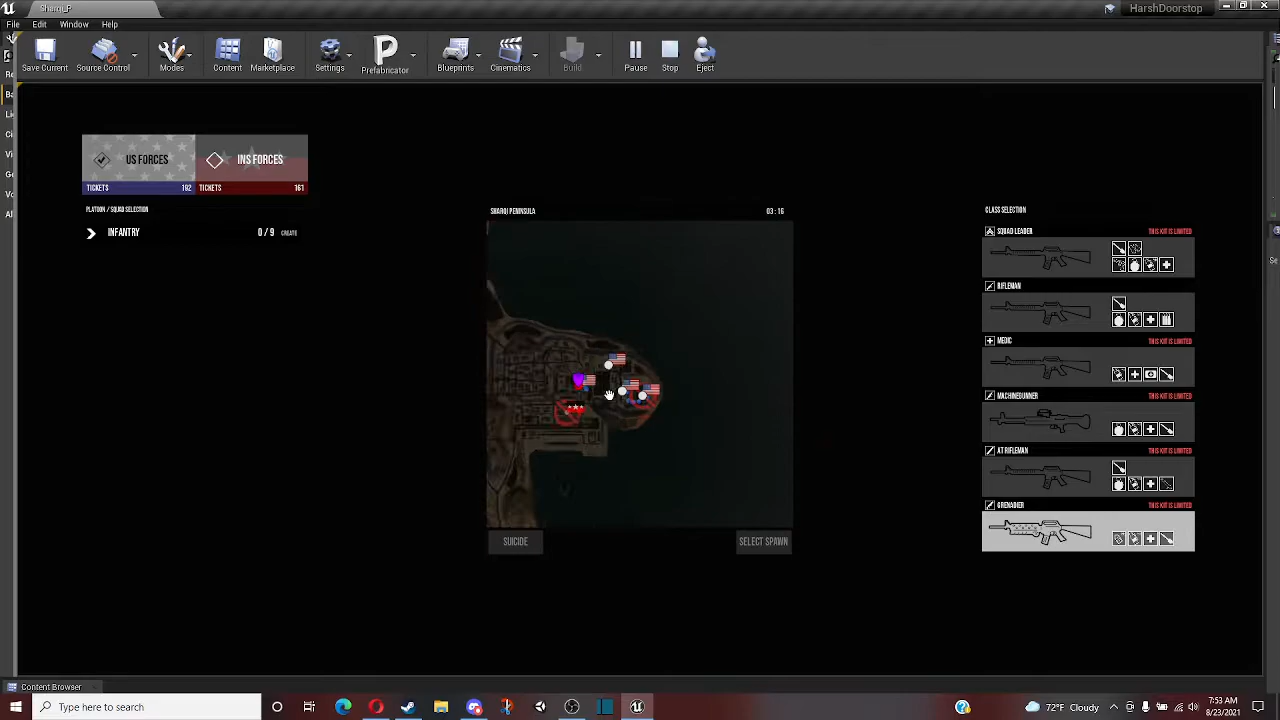 Sharqj_P
HarshDoorstop
File Edit Window Help
Save Current Source Control Modes Content Marketplace Settings Prefabricator Blueprints Cinematics Build Pause Stop Eject
US FORCES INS FORCES
TICKETS 192 TICKETS 161
PLATOON / SQUAD SELECTION
INFANTRY 0 / 9 CREATE
SHARQI PENINSULA 03:16
SUICIDE SELECT SPAWN
CLASS SELECTION
SQUAD LEADER THIS KIT IS LIMITED
RIFLEMAN
MEDIC THIS KIT IS LIMITED
MACHINEGUNNER THIS KIT IS LIMITED
AT RIFLEMAN THIS KIT IS LIMITED
GRENADIER THIS KIT IS LIMITED
Content Browser
Type here to search
72°F Cloudy
7:53 AM
8/23/2021